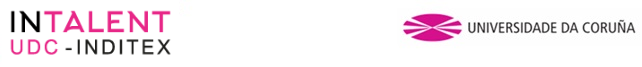 INTALENT
UDC-INDITEX
UNIVERSIDADE DA CORUÑA